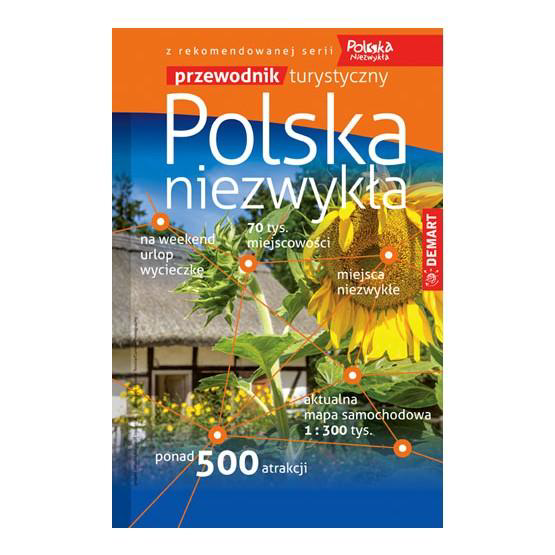 z rekomendowanej serii
Polska
Niezwykła
przewodnik turystyczny
Polska
niezwykła
DEMART
na weekend
urlop
wycieczkę
70 tys.
miejscowości
miejsca
niezwykłe
aktualna
mapa samochodowa
1 : 300 tys.
ponad 500 atrakcji